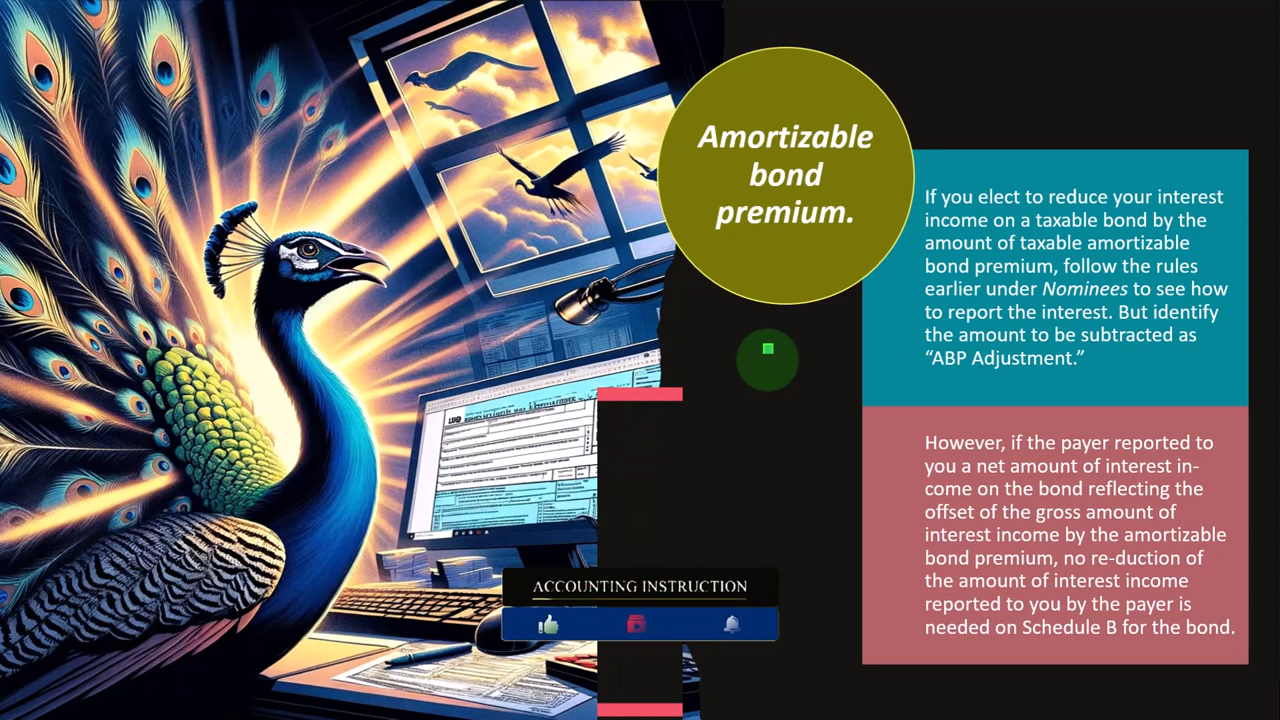 Amortizable
bond
premium.
If you elect to reduce your interest
income on a taxable bond by the
amount of taxable amortizable
bond premium, follow the rules
earlier under Nominees to see how
to report the interest. But identify
the amount to be subtracted as
“ABP Adjustment.”
However, if the payer reported to
you a net amount of interest in-
come on the bond reflecting the
offset of the gross amount of
interest income by the amortizable
bond premium, no re-duction of
the amount of interest income
reported to you by the payer is
needed on Schedule B for the bond.
ACCOUNTING INSTRUCTION